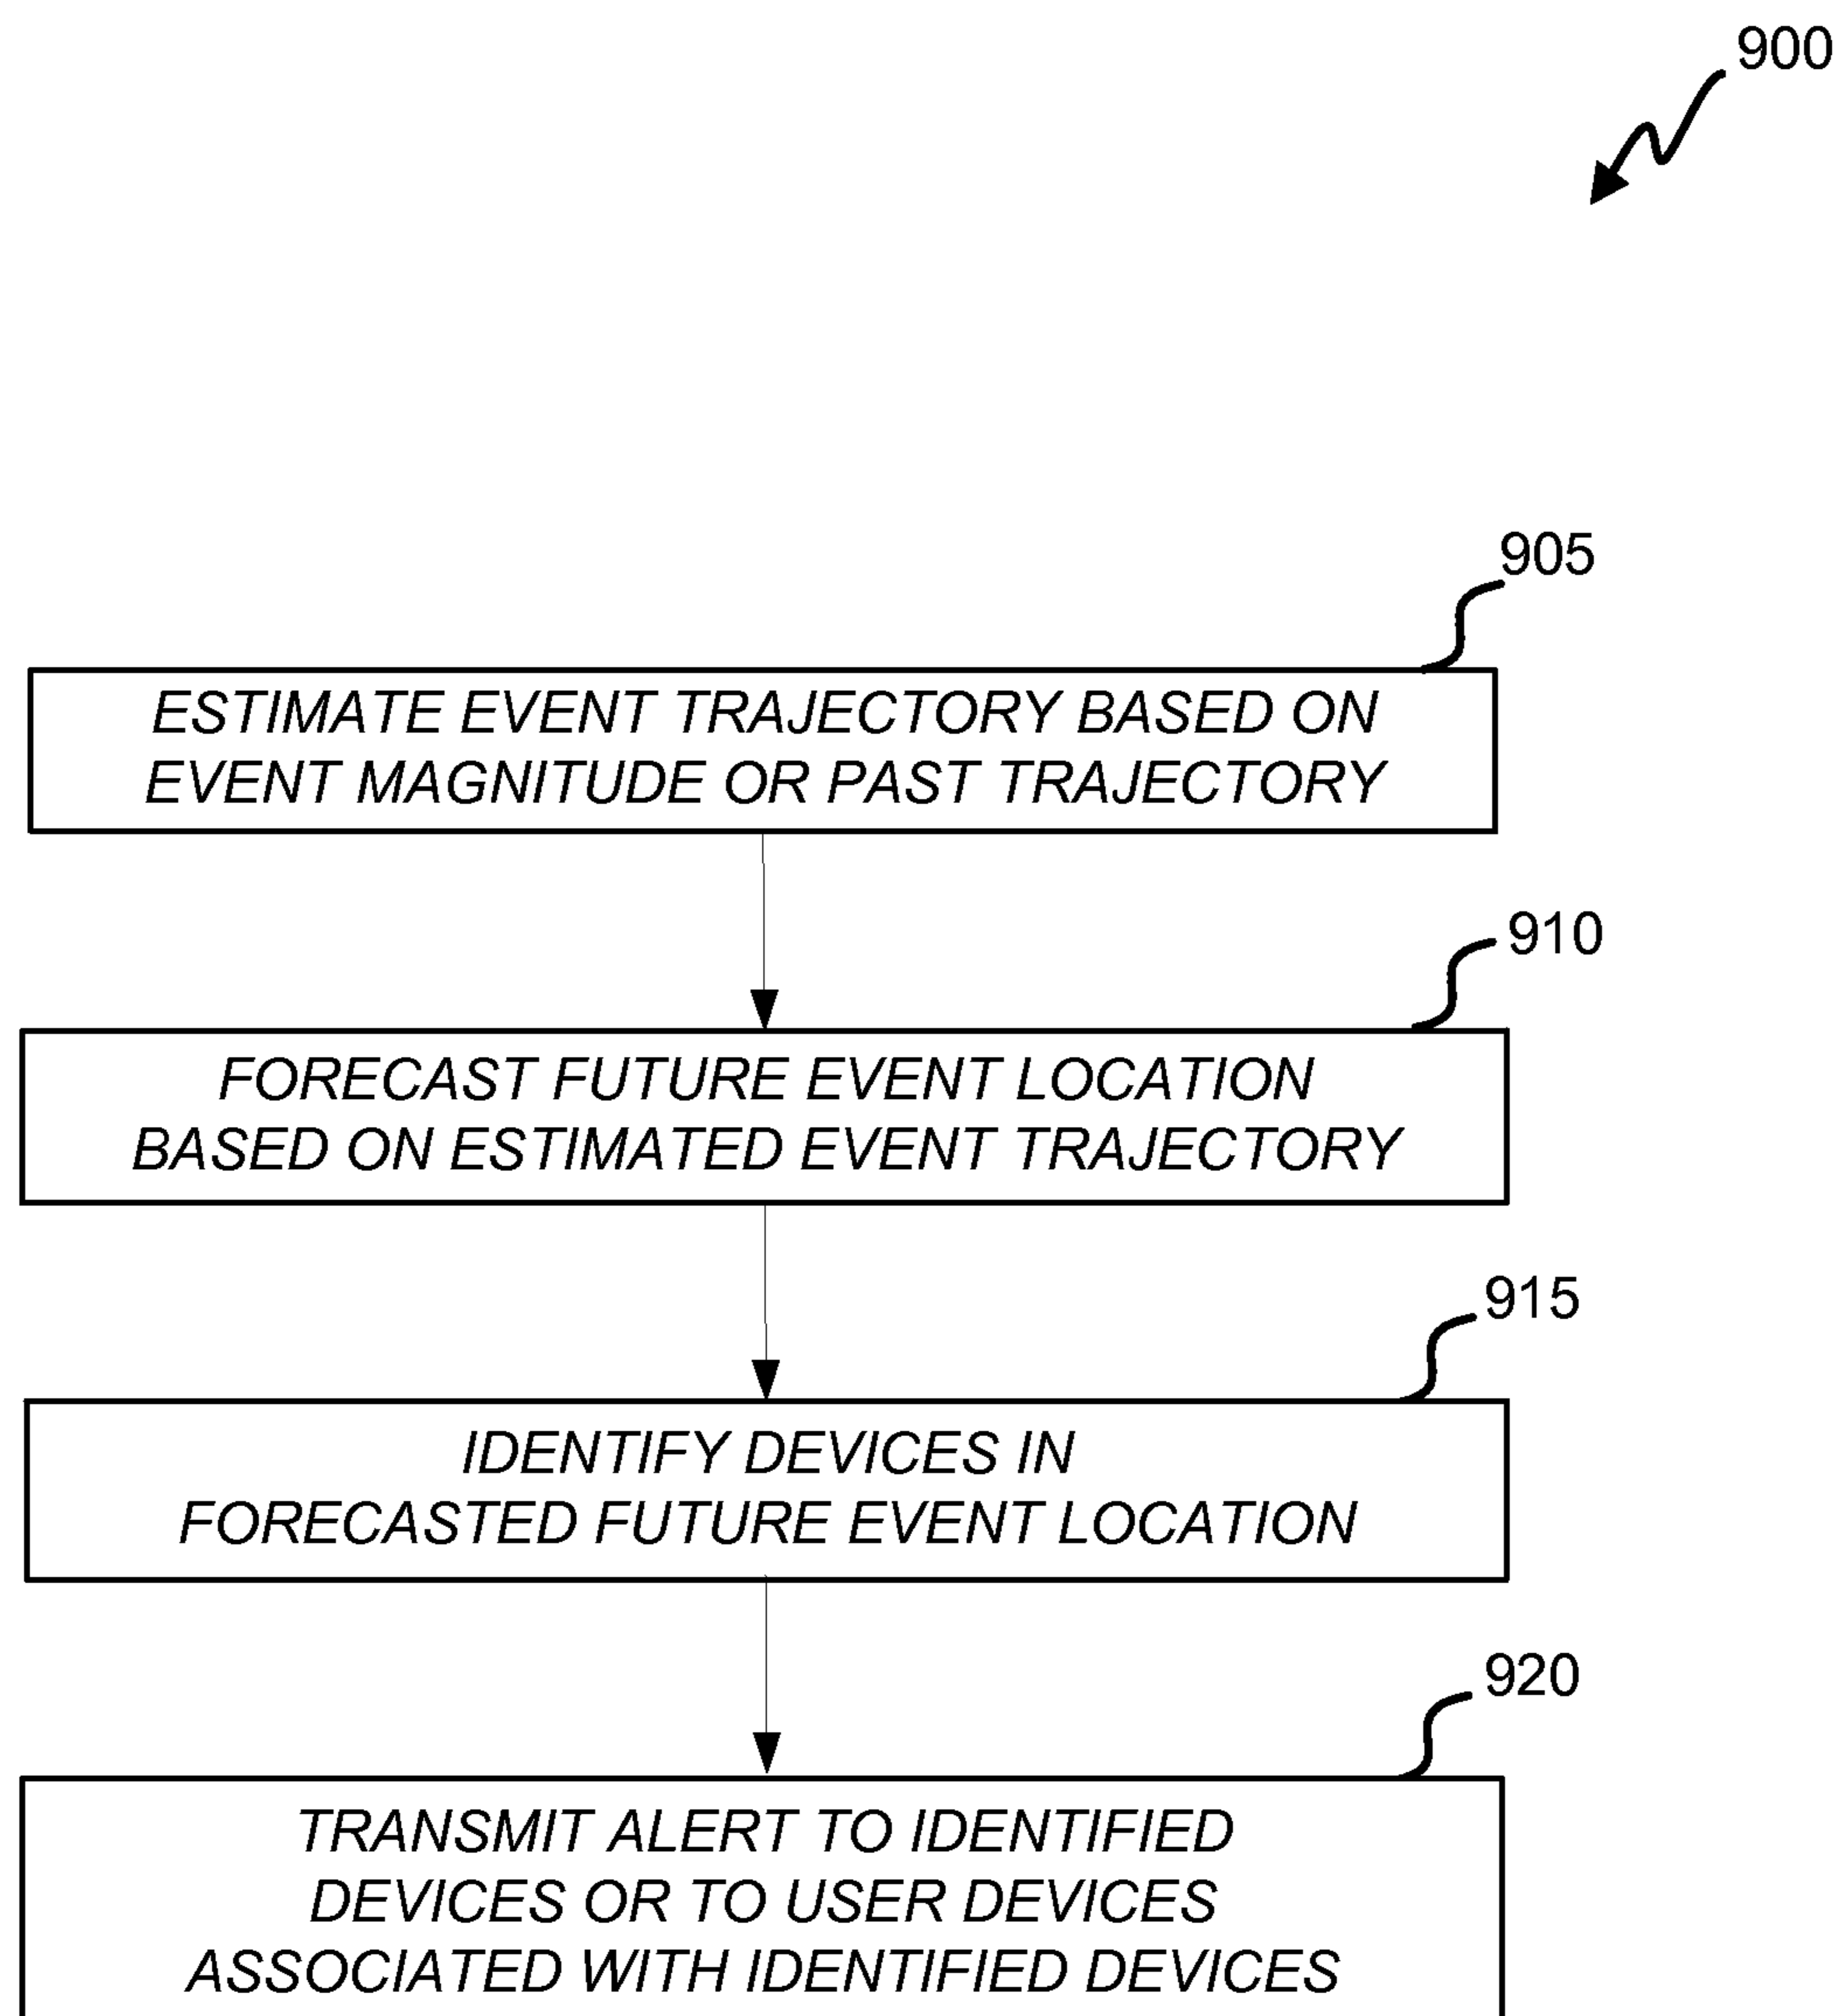 900
905
ESTIMATE EVENT TRAJECTORY BASED ON
EVENT MAGNITUDE OR PAST TRAJECTORY
910
FORECAST FUTURE EVENT LOCATION
BASED ON ESTIMATED EVENT TRAJECTORY
915
IDENTIFY DEVICES IN
FORECASTED FUTURE EVENT LOCATION
920
TRANSMIT ALERT TO IDENTIFIED
DEVICES OR TO USER DEVICES
ASSOCIATED WITH IDENTIFIED DEVICES